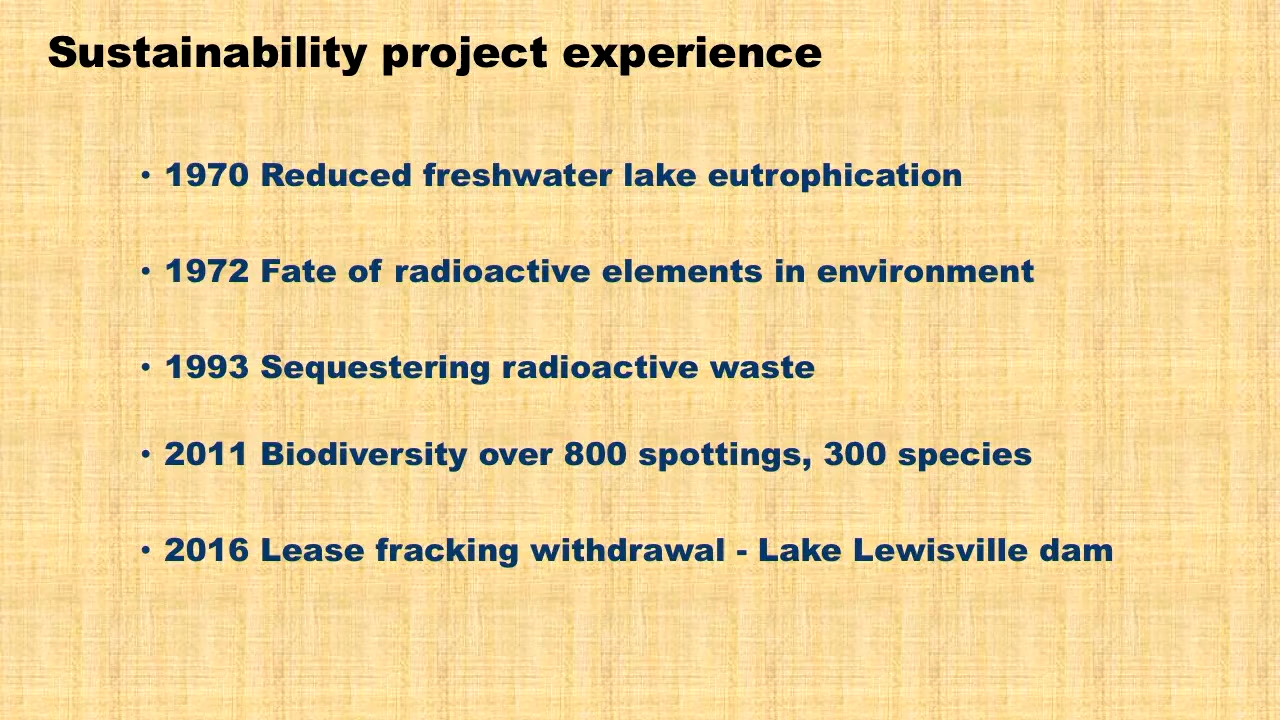 Sustainability project experience
• 1970 Reduced freshwater lake eutrophication
• 1972 Fate of radioactive elements in environment
• 1993 Sequestering radioactive waste
• 2011 Biodiversity over 800 spottings, 300 species
• 2016 Lease fracking withdrawal - Lake Lewisville dam